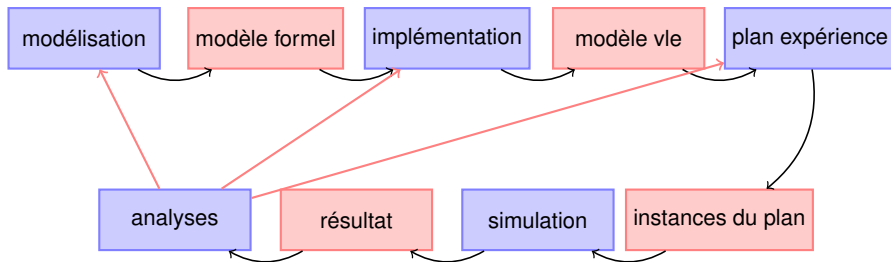 modélisation
modèle formel
implémentation
modèle vle
plan expérience
analyses
résultat
simulation
instances du plan